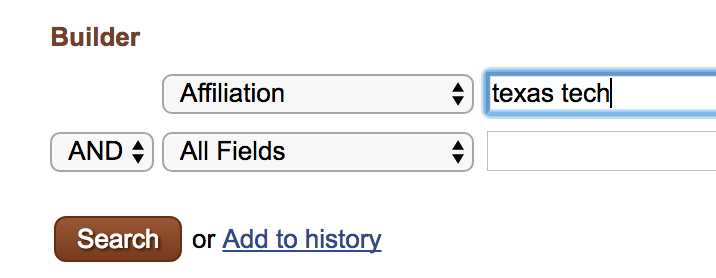 Builder
Affiliation texas tech
AND All Fields
Search or Add to history